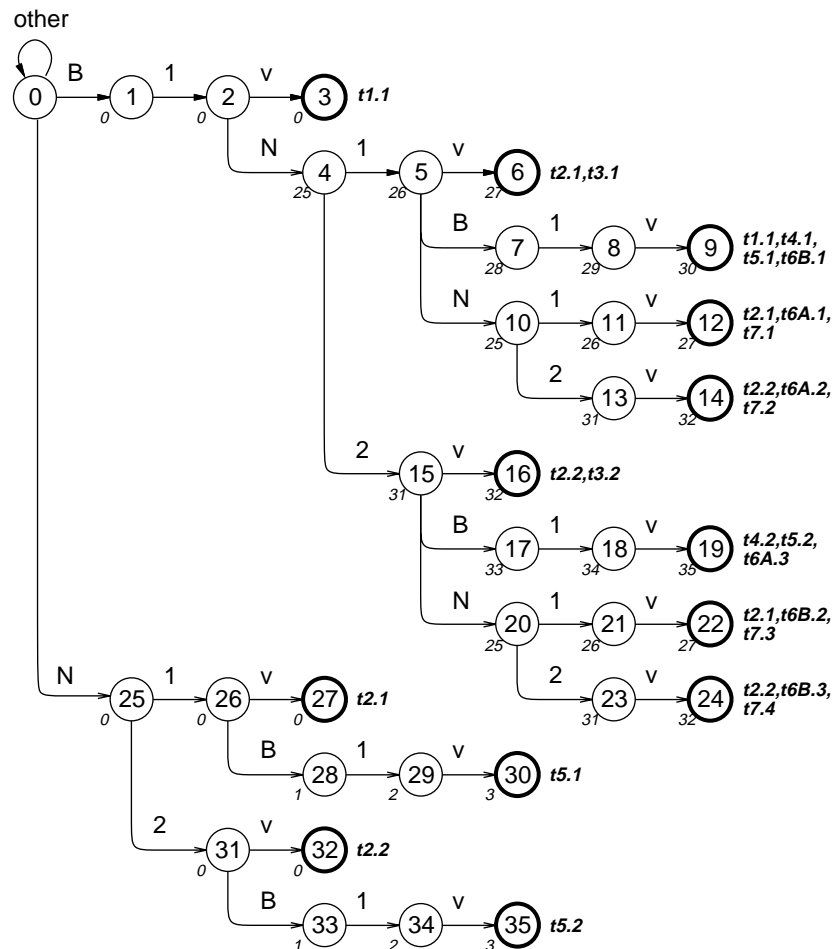 other
B 1 v
0 1 2 3 t1.1
0 0 0
N 1 v
4 5 6 t2.1,t3.1
25 26 27
B 1 v
7 8 9 t1.1,t4.1,
t5.1,t6B.1
28 29 30
N 1 v
10 11 12 t2.1,t6A.1,
t7.1
25 26 27
2 v
13 14 t2.2,t6A.2,
t7.2
31 32
2 v
15 16 t2.2,t3.2
31 32
B 1 v
17 18 19 t4.2,t5.2,
t6A.3
33 34 35
N 1 v
20 21 22 t2.1,t6B.2,
t7.3
25 26 27
N 1 v
25 26 27 t2.1
0 0 0
2 v
23 24 t2.2,t6B.3,
t7.4
31 32
B 1 v
28 29 30 t5.1
1 2 3
2 v
31 32 t2.2
0 0
B 1 v
33 34 35 t5.2
1 2 3